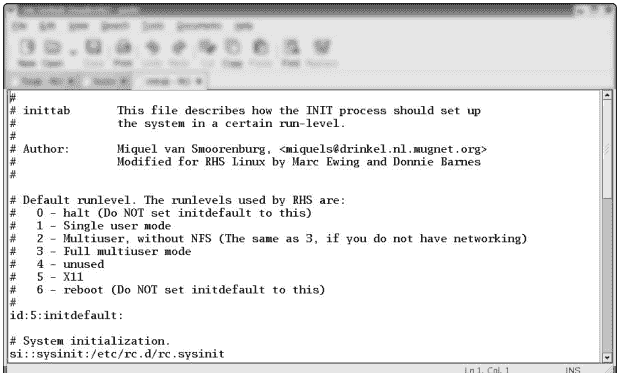 #
# inittab       This file describes how the INIT process should set up
#               the system in a certain run-level.
#
# Author:       Miquel van Smoorenburg, <miquels@drinkel.nl.mugnet.org>
#               Modified for RHS Linux by Marc Ewing and Donnie Barnes
#

# Default runlevel. The runlevels used by RHS are:
#   0 - halt (Do NOT set initdefault to this)
#   1 - Single user mode
#   2 - Multiuser, without NFS (The same as 3, if you do not have networking)
#   3 - Full multiuser mode
#   4 - unused
#   5 - X11
#   6 - reboot (Do NOT set initdefault to this)
#
id:5:initdefault:

# System initialization.
si::sysinit:/etc/rc.d/rc.sysinit
Ln 1, Col. 1 INS